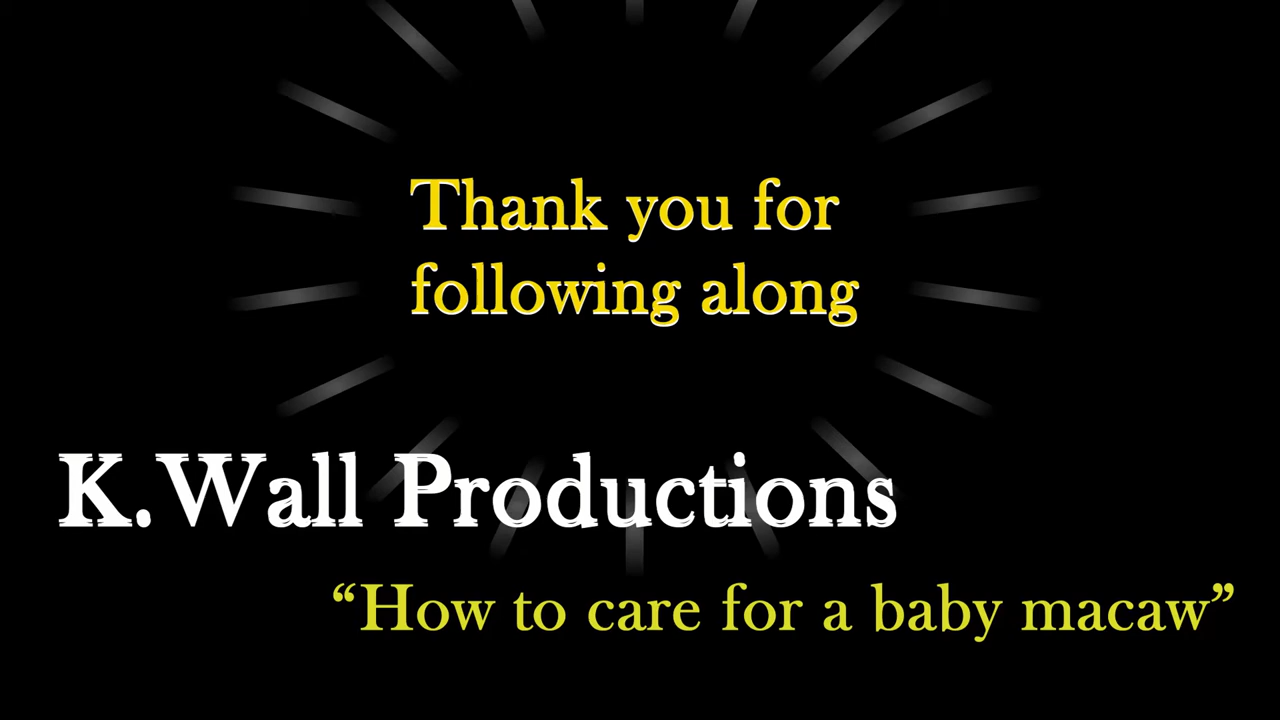 Thank you for
following along
K.Wall Productions
“How to care for a baby macaw”